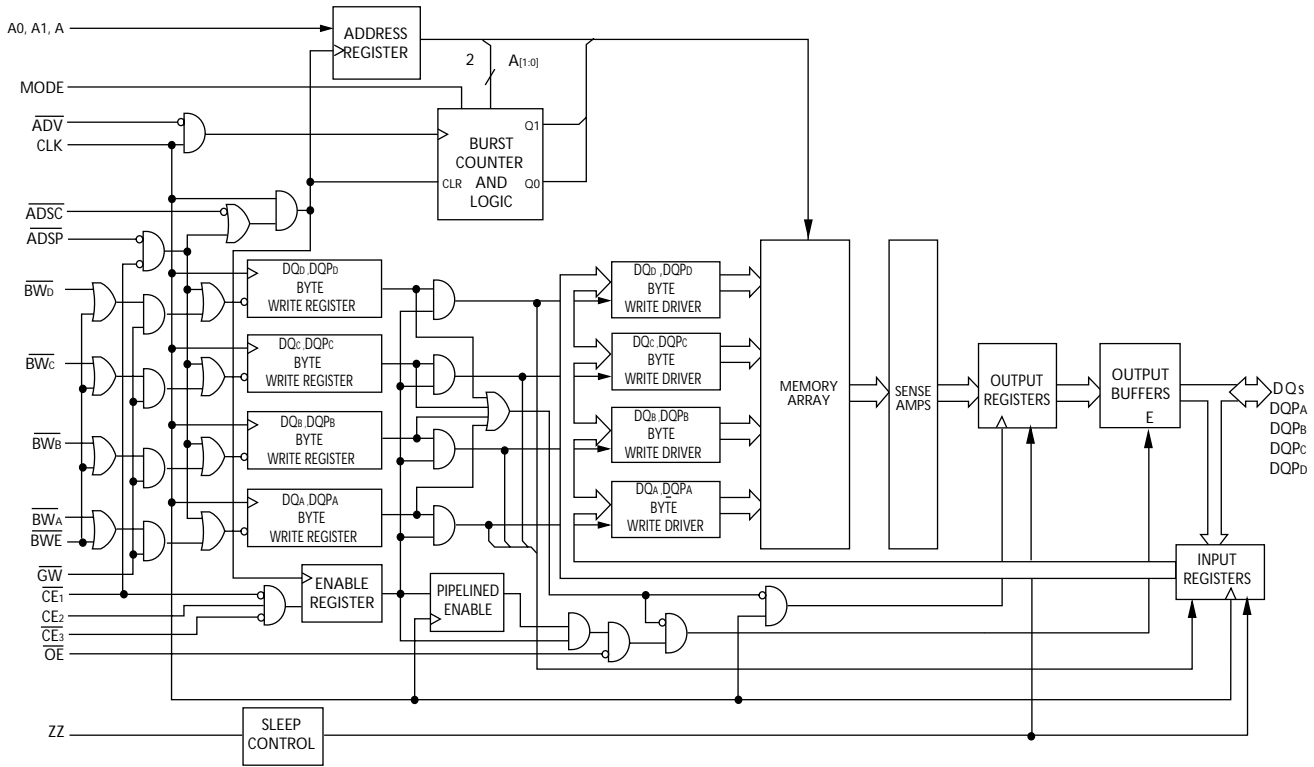 A0, A1, A
ADDRESS
REGISTER
2
A[1:0]
MODE
ADV
CLK
BURST
COUNTER
AND
LOGIC
CLR
Q1
Q0
ADSC
ADSP
BWD
DQD ,DQPD
BYTE
WRITE REGISTER
DQD ,DQPD
BYTE
WRITE DRIVER
BWC
DQC ,DQPC
BYTE
WRITE REGISTER
DQC ,DQPC
BYTE
WRITE DRIVER
BWB
DQB ,DQPB
BYTE
WRITE REGISTER
DQB ,DQPB
BYTE
WRITE DRIVER
BWA
BWE
DQA ,DQPA
BYTE
WRITE REGISTER
DQA ,DQPA
BYTE
WRITE DRIVER
MEMORY
ARRAY
SENSE
AMPS
OUTPUT
REGISTERS
OUTPUT
BUFFERS
E
DQs
DQPA
DQPB
DQPC
DQPD
GW
CE1
CE2
CE3
OE
ENABLE
REGISTER
PIPELINED
ENABLE
INPUT
REGISTERS
ZZ
SLEEP
CONTROL